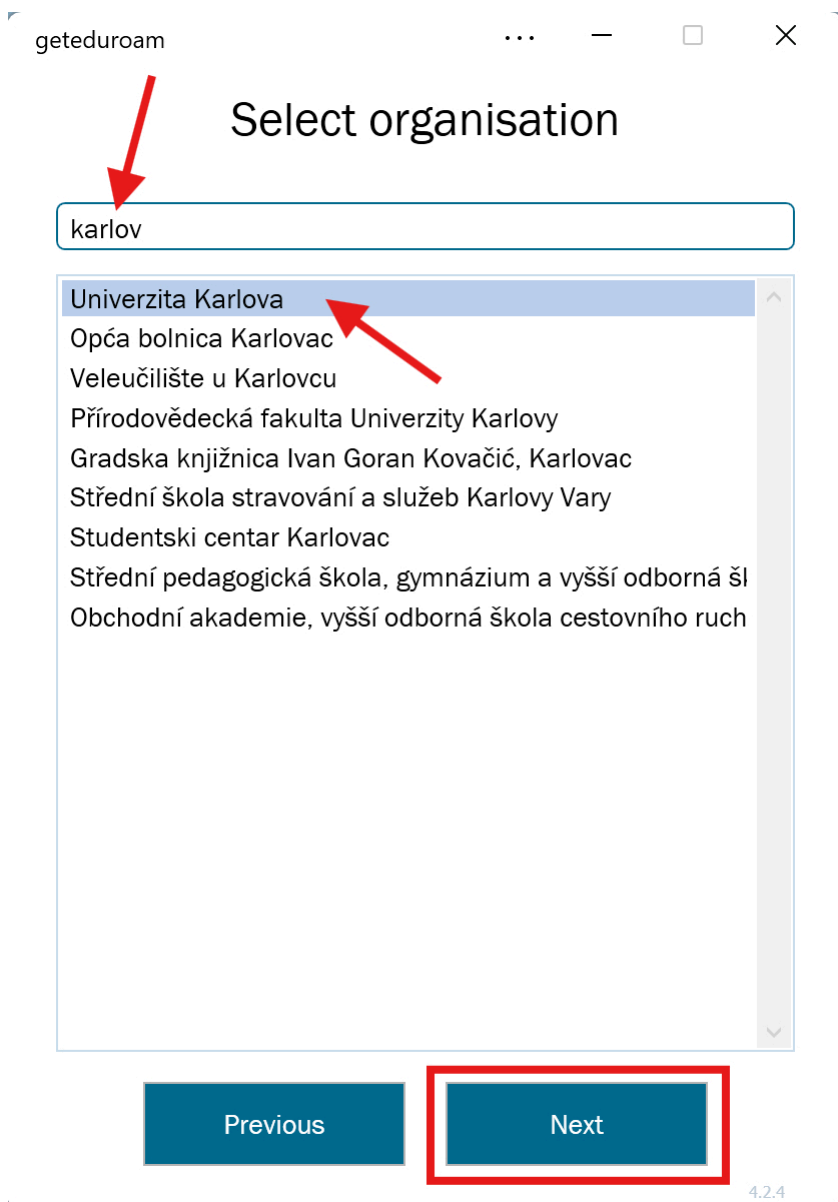 geteduroam
Select organisation
karlov
Univerzita Karlova
Opća bolnica Karlovac
Veleučilište u Karlovcu
Přírodovědecká fakulta Univerzity Karlovy
Gradska knjižnica Ivan Goran Kovačić, Karlovac
Střední škola stravování a služeb Karlovy Vary
Studentski centar Karlovac
Střední pedagogická škola, gymnázium a vyšší odborná
Obchodní akademie, vyšší odborná škola cestovního ruch
Previous
Next
4.2.4